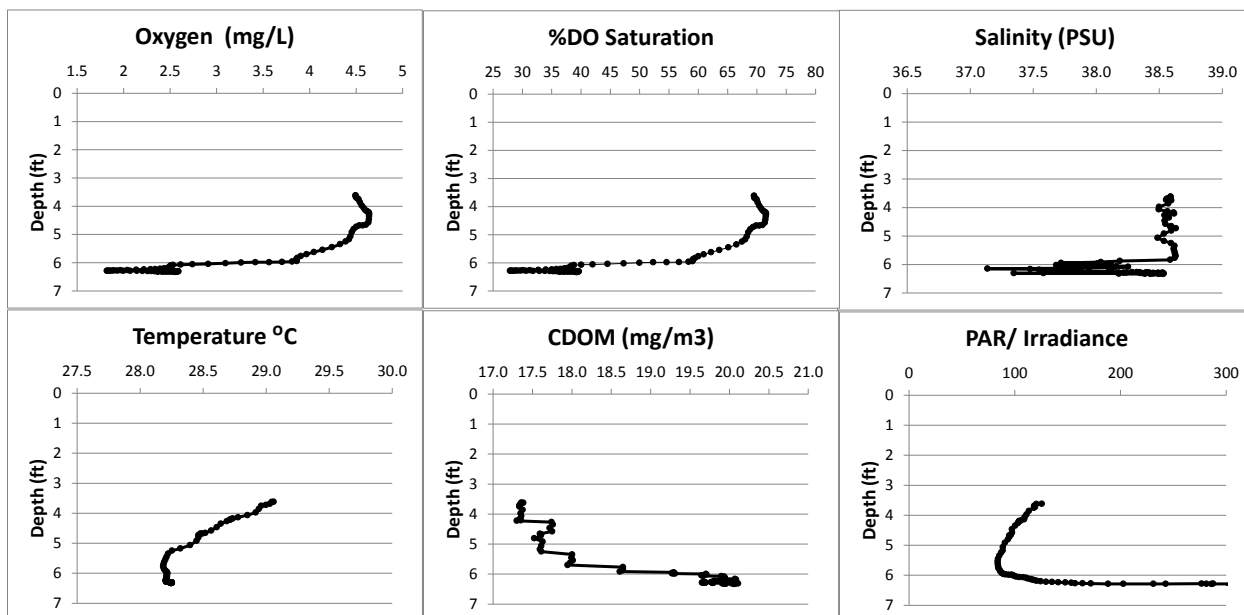 Oxygen (mg/L)
1.5 2 2.5 3 3.5 4 4.5 5
0
1
2
3
4
5
6
7
Depth (ft)
%DO Saturation
25 30 35 40 45 50 55 60 65 70 75 80
0
1
2
3
4
5
6
7
Depth (ft)
Salinity (PSU)
36.5 37.0 37.5 38.0 38.5 39.0
0
1
2
3
4
5
6
7
Depth (ft)
Temperature ⁰C
27.5 28.0 28.5 29.0 29.5 30.0
0
1
2
3
4
5
6
7
Depth (ft)
CDOM (mg/m3)
17.0 17.5 18.0 18.5 19.0 19.5 20.0 20.5 21.0
0
1
2
3
4
5
6
7
Depth (ft)
PAR/ Irradiance
0 100 200 300
0
1
2
3
4
5
6
7
Depth (ft)